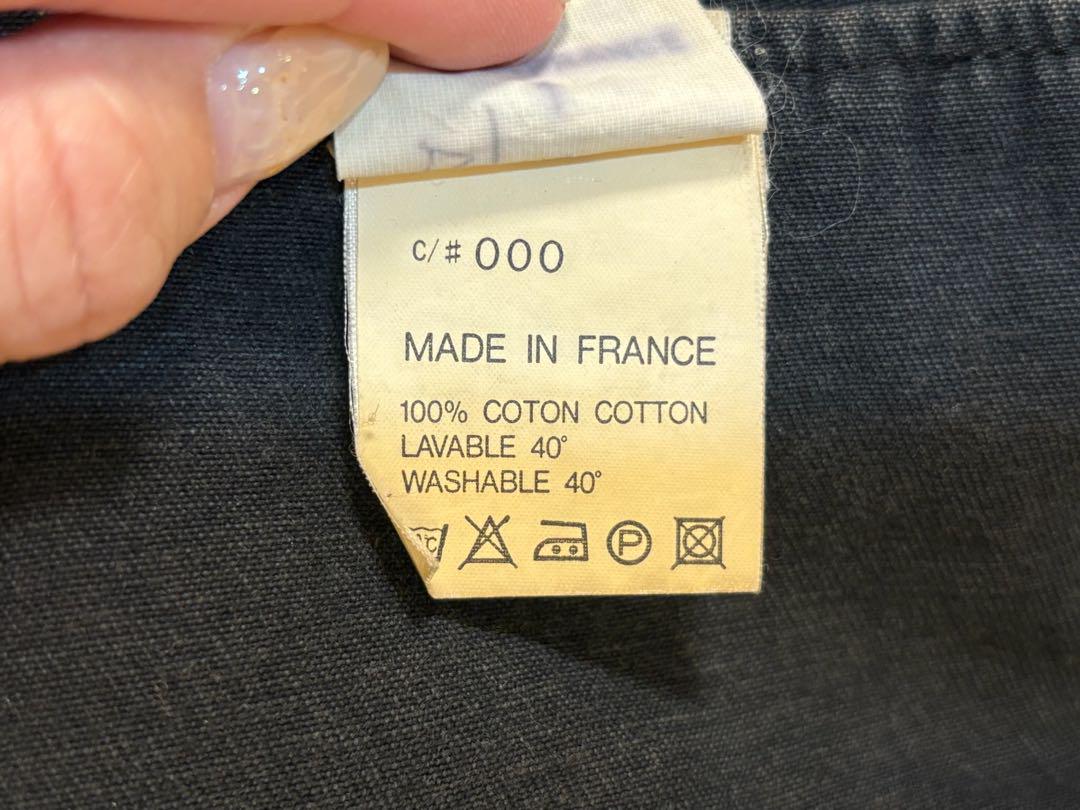 C/# 000
MADE IN FRANCE
100% COTON COTTON
LAVABLE 40°
WASHABLE 40°
P